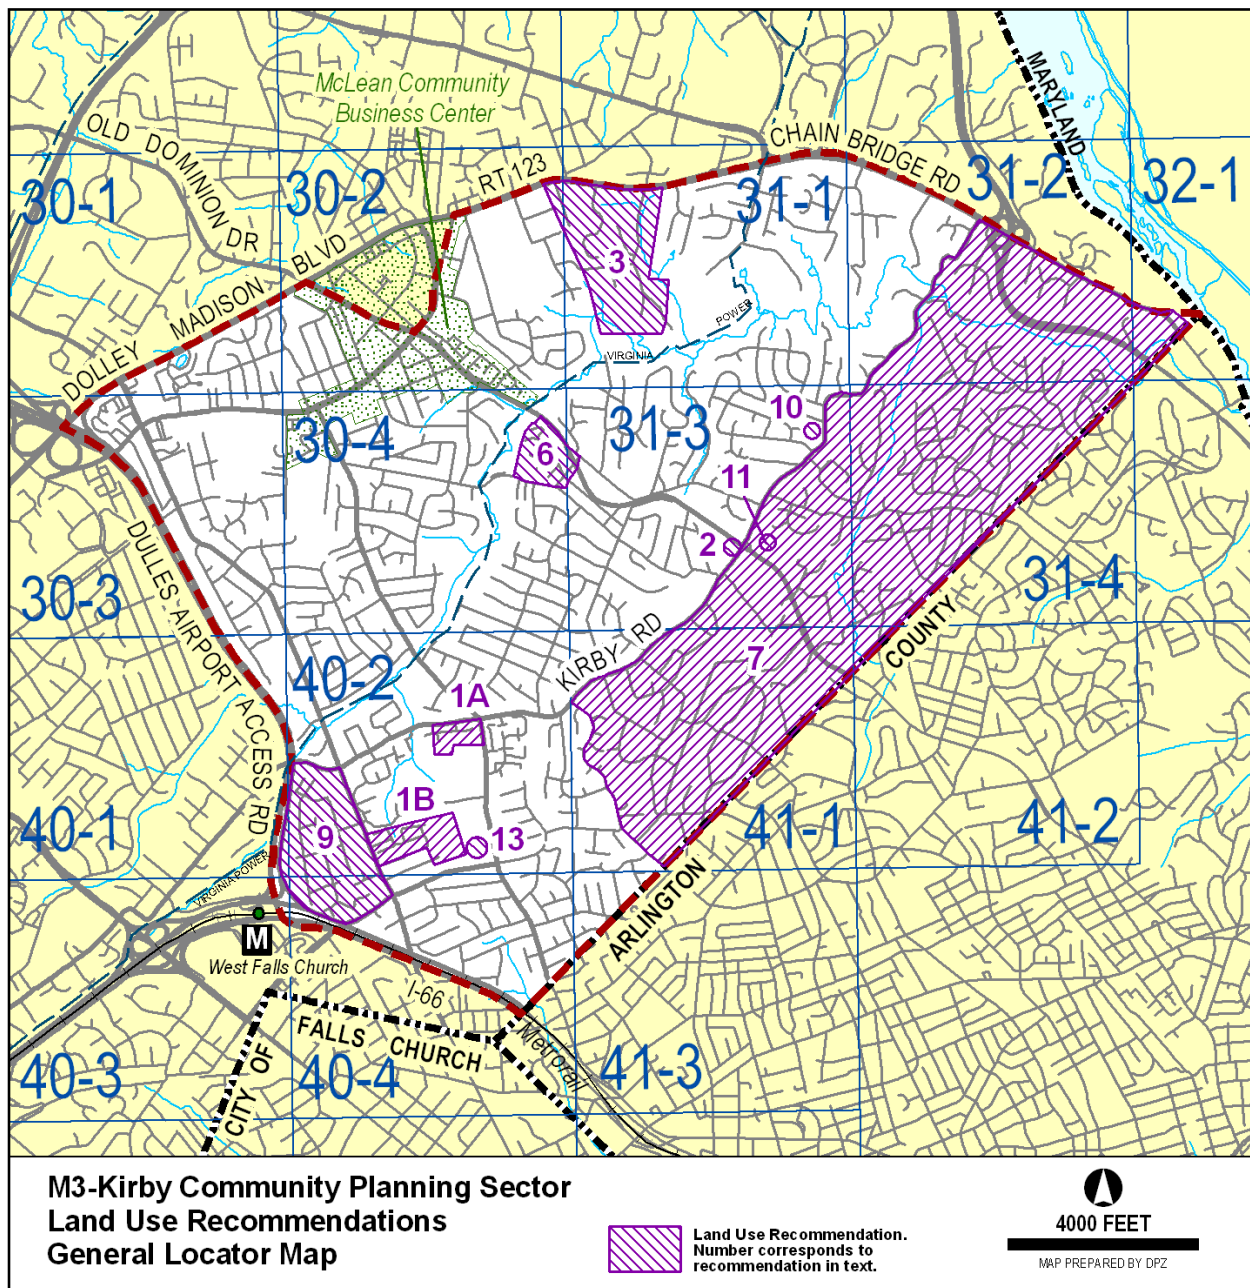 McLean Community
Business Center
OLD DOMINION DR
RT 123
CHAIN BRIDGE RD
MARYLAND
30-1
30-2
31-1
31-2
32-1
DOLLEY MADISON BLVD
3
POWER
VIRGINIA
10
30-4
6
31-3
11
2
DULLES AIRPORT ACCESS RD
30-3
31-4
COUNTY
KIRBY RD
7
40-2
1A
1B
13
9
40-1
41-1
41-2
VIRGINIA POWER
ARLINGTON
M
West Falls Church
I-66
CITY OF FALLS CHURCH
Metrorail
40-3
40-4
41-3
M3-Kirby Community Planning Sector
Land Use Recommendations
General Locator Map
Land Use Recommendation.
Number corresponds to
recommendation in text.
4000 FEET
MAP PREPARED BY DPZ